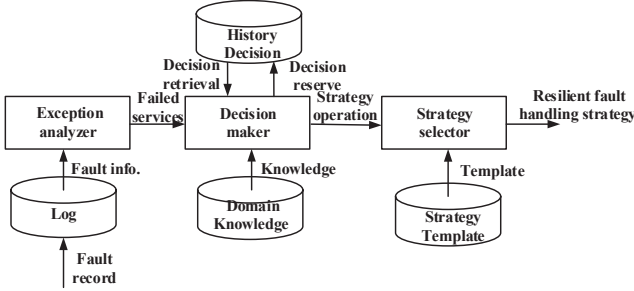 History
Decision
Decision
retrieval
Decision
reserve
Failed
services
Strategy
operation
Resilient fault
handling strategy
Exception
analyzer
Decision
maker
Strategy
selector
Fault info.
Knowledge
Template
Log
Domain
Knowledge
Strategy
Template
Fault
record